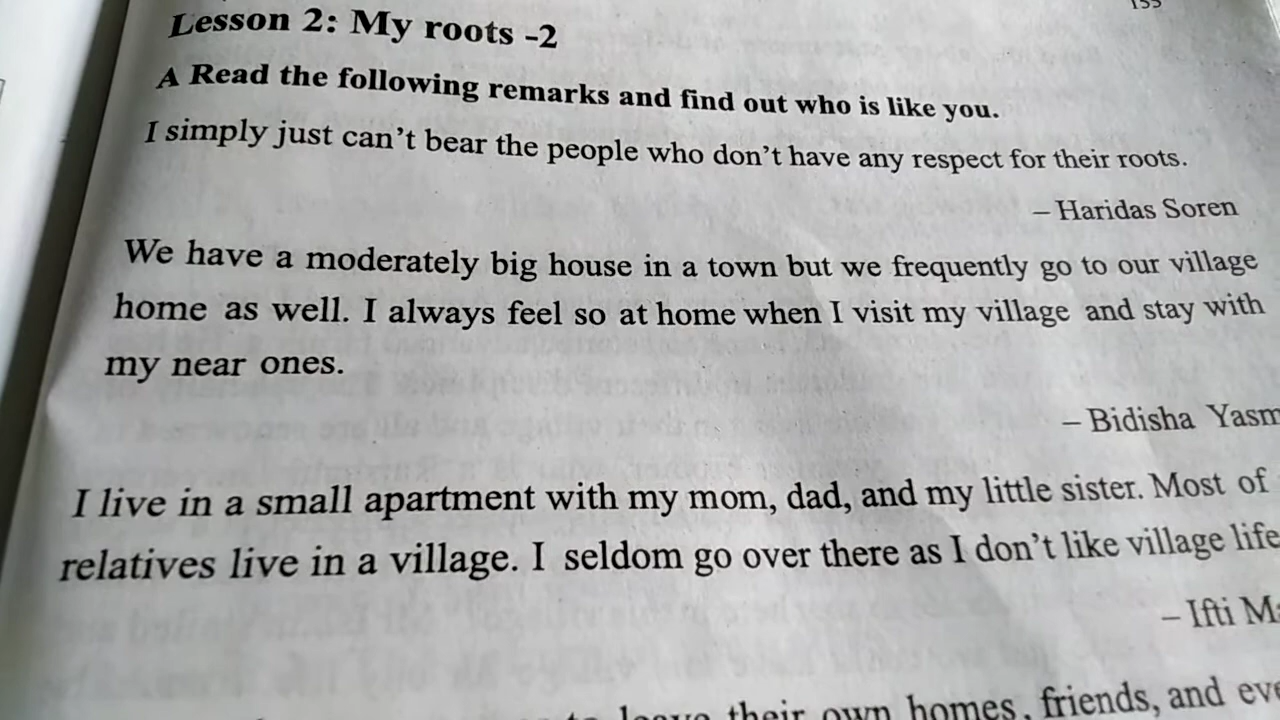 Lesson 2: My roots -2
A Read the following remarks and find out who is like you.
I simply just can't bear the people who don't have any respect for their roots.
– Haridas Soren
We have a moderately big house in a town but we frequently go to our village
home as well. I always feel so at home when I visit my village and stay with
my near ones.
– Bidisha Yasm
I live in a small apartment with my mom, dad, and my little sister. Most of
relatives live in a village. I seldom go over there as I don't like village life
– Ifti
to leave their own homes, friends, and